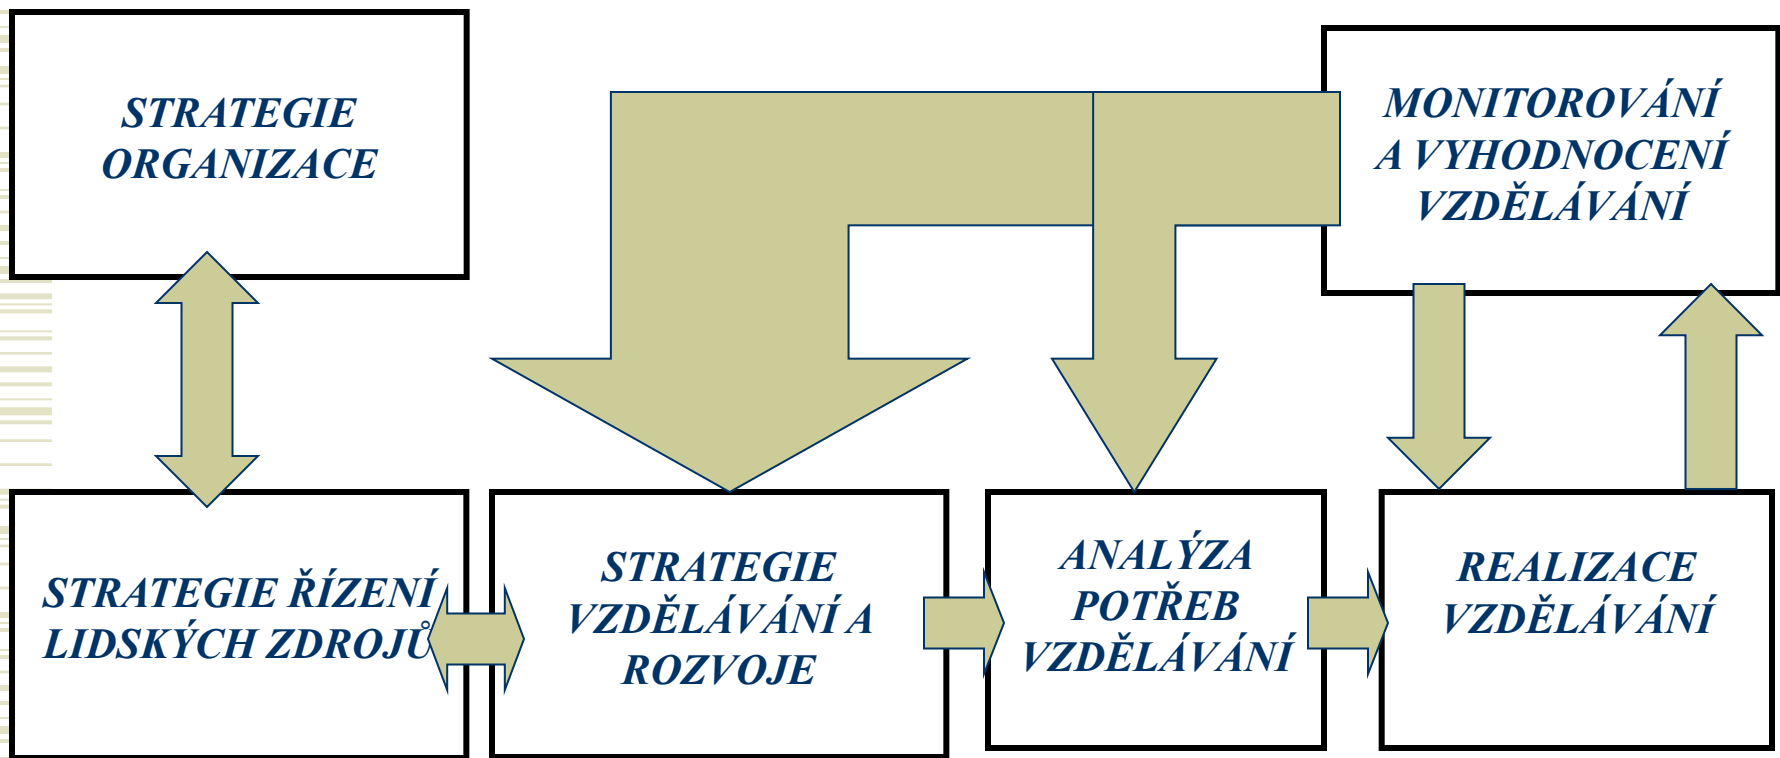 STRATEGIE
ORGANIZACE
MONITOROVÁNÍ
A VYHODNOCENÍ
VZDĚLÁVÁNÍ
STRATEGIE ŘÍZENÍ
LIDSKÝCH ZDROJŮ
STRATEGIE
VZDĚLÁVÁNÍ A
ROZVOJE
ANALÝZA
POTŘEB
VZDĚLÁVÁNÍ
REALIZACE
VZDĚLÁVÁNÍ